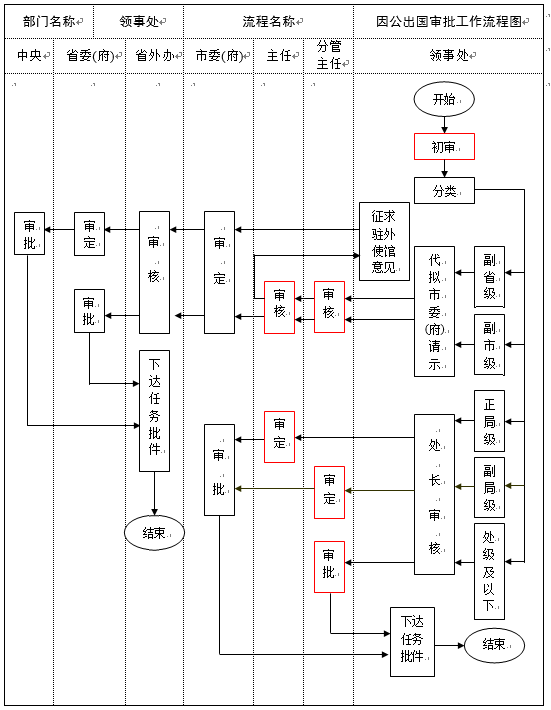 部门名称 领事处 流程名称 因公出国审批工作流程图
中央 省委(府) 省外办 市委(府) 主任 分管主任 领事处
开始
初审
分类
审批
审定
审核
审定
征求驻外使馆意见
代拟市委(府)请示
副省级
审批
审核
审核
副市级
下达任务批件
正局级
审定
处长审核
审批
副局级
审定
结束
处级及以下
审批
下达任务批件
结束